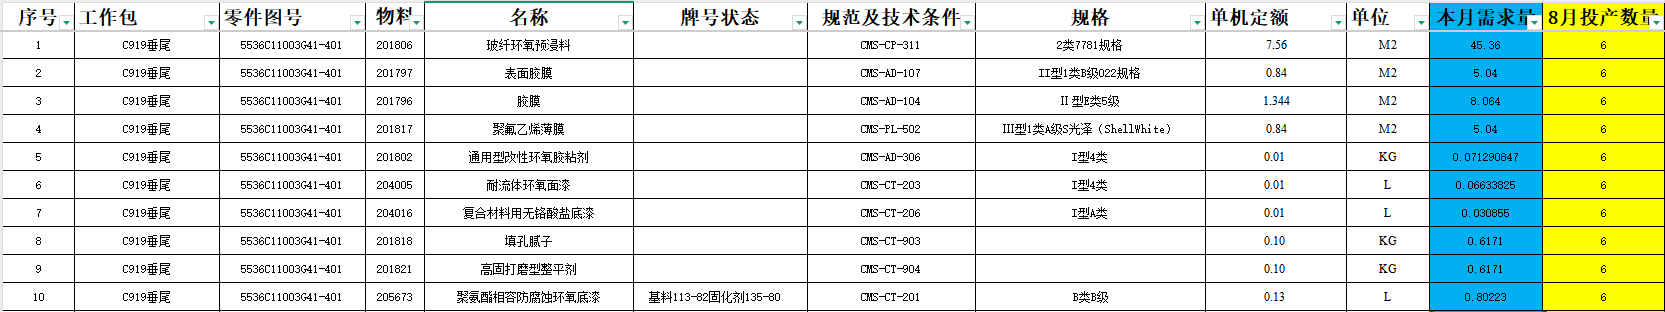 序号 工作包 零件图号 物料 名称 牌号状态 规范及技术条件 规格 单机定额 单位 本月需求量 8月投产数量
1 C919垂尾 5536C11003G41-401 201806 玻纤环氧预浸料 CMS-CP-311 2类7781规格 7.56 M2 45.36 6
2 C919垂尾 5536C11003G41-401 201797 表面胶膜 CMS-AD-107 II型1类B级022规格 0.84 M2 5.04 6
3 C919垂尾 5536C11003G41-401 201796 胶膜 CMS-AD-104 Ⅱ型E类5级 1.344 M2 8.064 6
4 C919垂尾 5536C11003G41-401 201817 聚氟乙烯薄膜 CMS-PL-502 III型1类A级S光泽（ShellWhite） 0.84 M2 5.04 6
5 C919垂尾 5536C11003G41-401 201802 通用型改性环氧胶粘剂 CMS-AD-306 I型4类 0.01 KG 0.071290847 6
6 C919垂尾 5536C11003G41-401 204005 耐流体环氧面漆 CMS-CT-203 I型4类 0.01 L 0.06633825 6
7 C919垂尾 5536C11003G41-401 204016 复合材料用无铬酸盐底漆 CMS-CT-206 I型A类 0.01 L 0.030855 6
8 C919垂尾 5536C11003G41-401 201818 填孔腻子 CMS-CT-903 0.10 KG 0.6171 6
9 C919垂尾 5536C11003G41-401 201821 高固打磨型整平剂 CMS-CT-904 0.10 KG 0.6171 6
10 C919垂尾 5536C11003G41-401 205673 聚氨酯相容防腐蚀环氧底漆 基料113-82固化剂135-80 CMS-CT-201 B类B级 0.13 L 0.80223 6